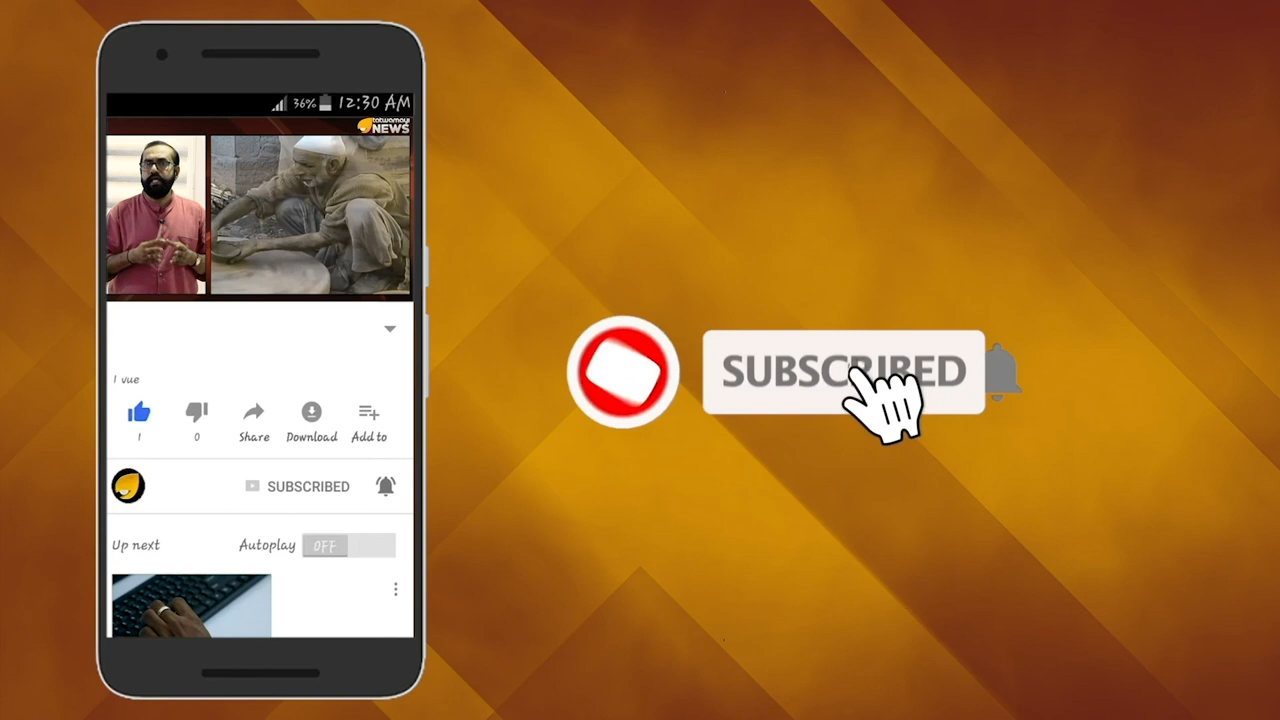 36% 12:30 AM
tatwamayi
NEWS
1 vue
1
0
Share
Download
Add to
SUBSCRIBED
Up next
Autoplay
OFF
SUBSCRIBED